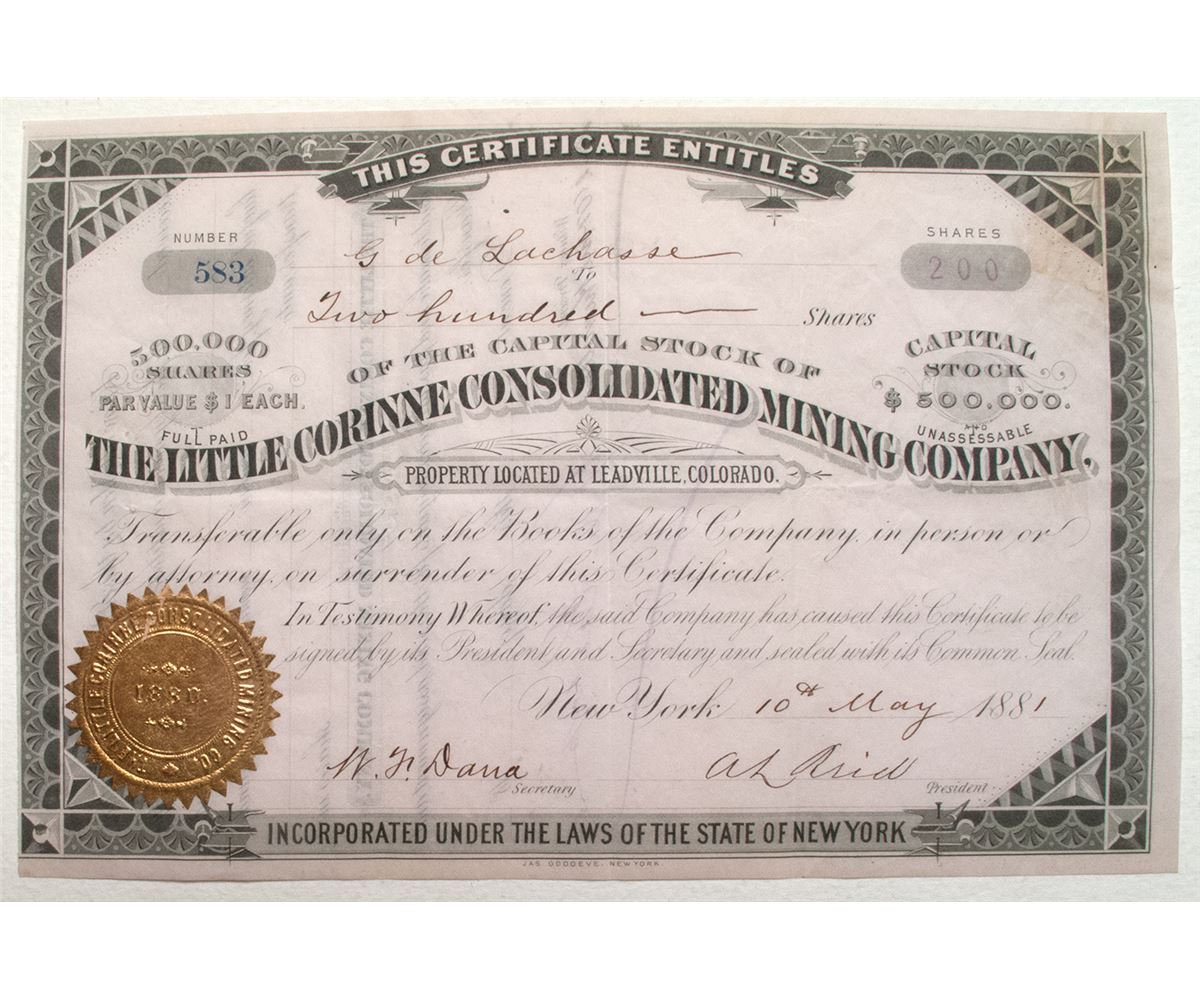 THIS CERTIFICATE ENTITLES
NUMBER
583
G de Lachasse
To
SHARES
200
Two hundred Shares
500,000
SHARES
PAR VALUE $1 EACH.
FULL PAID
OF THE CAPITAL STOCK OF
CAPITAL
STOCK
$500,000.
AND
UNASSESSABLE
THE LITTLE CORINNE CONSOLIDATED MINING COMPANY,
PROPERTY LOCATED AT LEADVILLE, COLORADO.
Transferable only on the Books of the Company, in person or
by attorney, on surrender of this Certificate.
In Testimony Whereof, the said Company has caused this Certificate to be
signed by its President and Secretary and sealed with its Common Seal.
New York 10th May 1881
THE LITTLE CORINNE CONSOLIDATED MINING CO.
1880.
W. F. Dana
Secretary
A L Reid
President
INCORPORATED UNDER THE LAWS OF THE STATE OF NEW YORK
JAS. GOODEVE, NEW YORK.